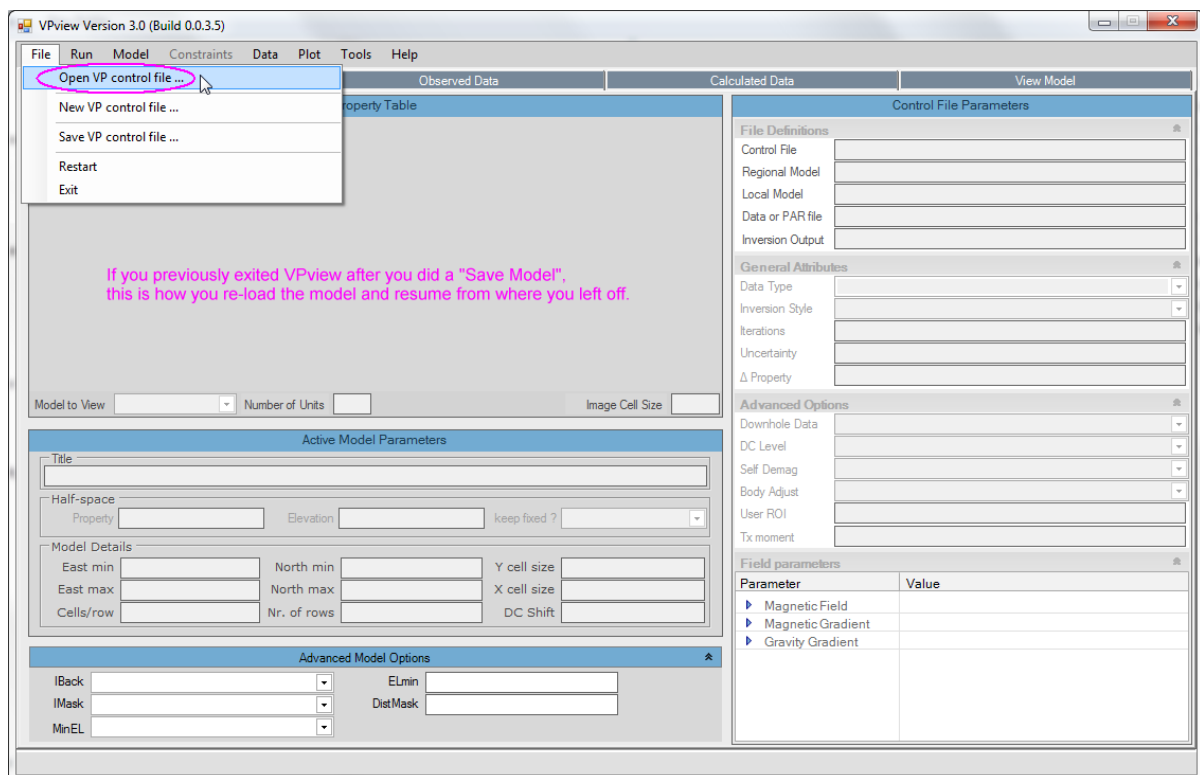 VPview Version 3.0 (Build 0.0.3.5)
File Run Model Constraints Data Plot Tools Help
Open VP control file ...
New VP control file ...
Save VP control file ...
Restart
Exit
Observed Data
Calculated Data
View Model
roperty Table
If you previously exited VPview after you did a "Save Model",
this is how you re-load the model and resume from where you left off.
Model to View
Number of Units
Image Cell Size
Active Model Parameters
Title
Half-space
Property
Elevation
keep fixed ?
Model Details
East min
North min
Y cell size
East max
North max
X cell size
Cells/row
Nr. of rows
DC Shift
Advanced Model Options
IBack
ELmin
IMask
DistMask
MinEL
Control File Parameters
File Definitions
Control File
Regional Model
Local Model
Data or PAR file
Inversion Output
General Attributes
Data Type
Inversion Style
Iterations
Uncertainty
Δ Property
Advanced Options
Downhole Data
DC Level
Self Demag
Body Adjust
User ROI
Tx moment
Field parameters
Parameter Value
Magnetic Field
Magnetic Gradient
Gravity Gradient